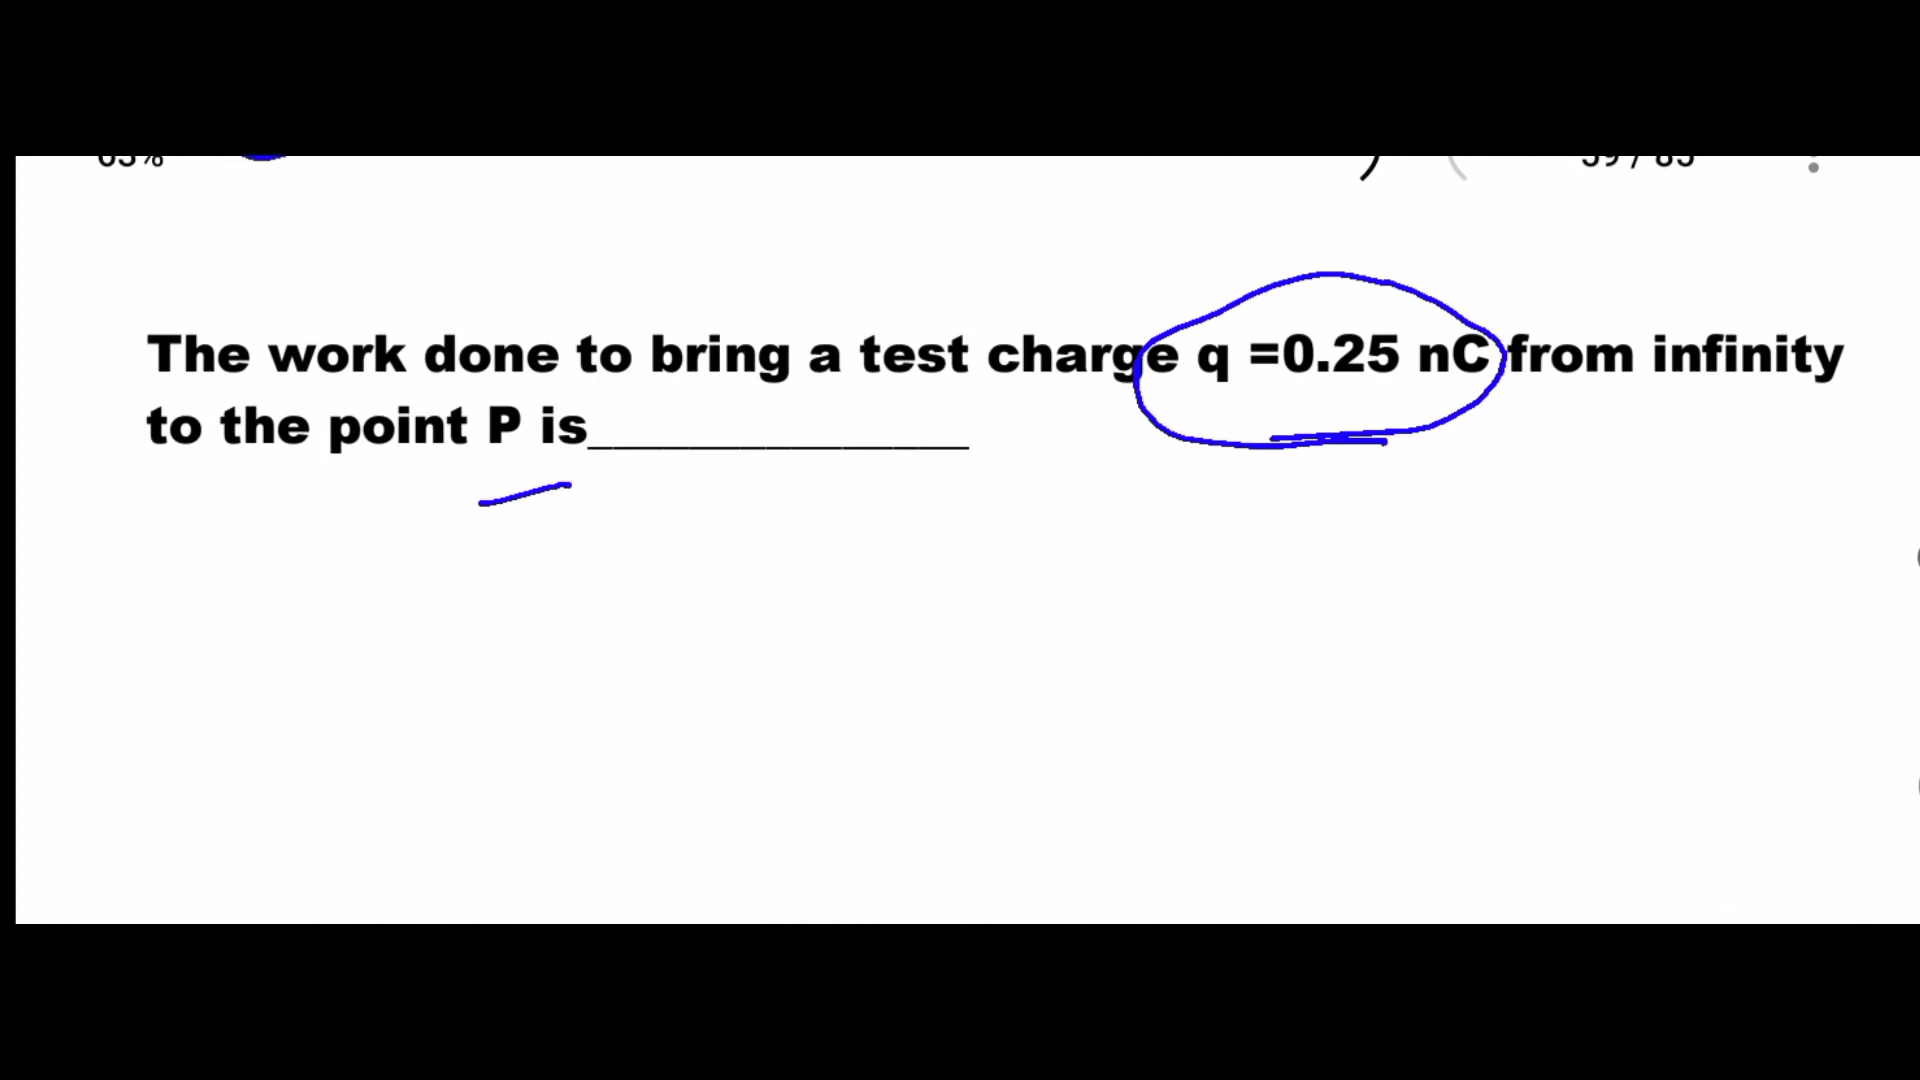 The work done to bring a test charge q =0.25 nC from infinity
to the point P is_______________